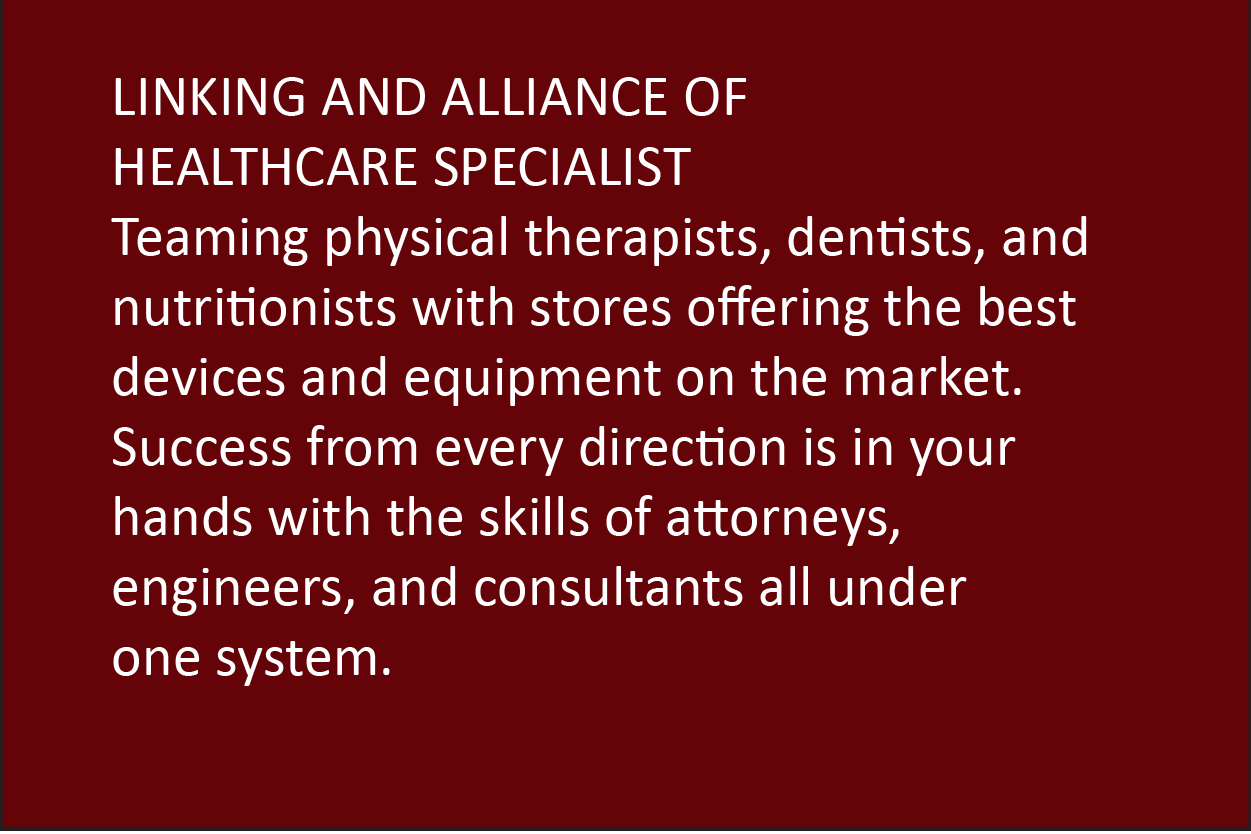 LINKING AND ALLIANCE OF
HEALTHCARE SPECIALIST
Teaming physical therapists, dentists, and
nutritionists with stores offering the best
devices and equipment on the market.
Success from every direction is in your
hands with the skills of attorneys,
engineers, and consultants all under
one system.